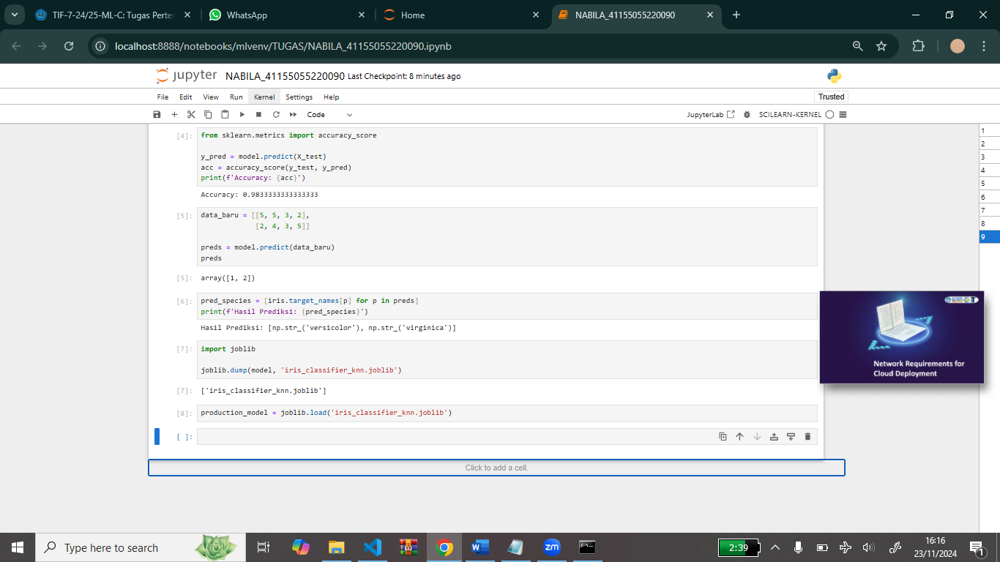 TIF-7-24/25-ML-C: Tugas Perter
WhatsApp
Home
NABILA_41155055220090
localhost:8888/notebooks/mlvenv/TUGAS/NABILA_41155055220090.ipynb
jupyter NABILA_41155055220090 Last Checkpoint: 8 minutes ago
File Edit View Run Kernel Settings Help
Trusted
Code
JupyterLab
SCILEARN-KERNEL
[4]: from sklearn.metrics import accuracy_score
y_pred = model.predict(X_test)
acc = accuracy_score(y_test, y_pred)
print(f'Accuracy: {acc}')
Accuracy: 0.9833333333333333
[5]: data_baru = [[5, 5, 3, 2],
[2, 4, 3, 5]]
preds = model.predict(data_baru)
preds
[5]: array([1, 2])
[6]: pred_species = [iris.target_names[p] for p in preds]
print(f'Hasil Prediksi: {pred_species}')
Hasil Prediksi: [np.str_('versicolor'), np.str_('virginica')]
[7]: import joblib
joblib.dump(model, 'iris_classifier_knn.joblib')
[7]: ['iris_classifier_knn.joblib']
[8]: production_model = joblib.load('iris_classifier_knn.joblib')
[ ]:
Click to add a cell.
1
2
3
4
5
6
7
8
9
Network Requirements for
Cloud Deployment
Type here to search
2:39
16:16
23/11/2024
1